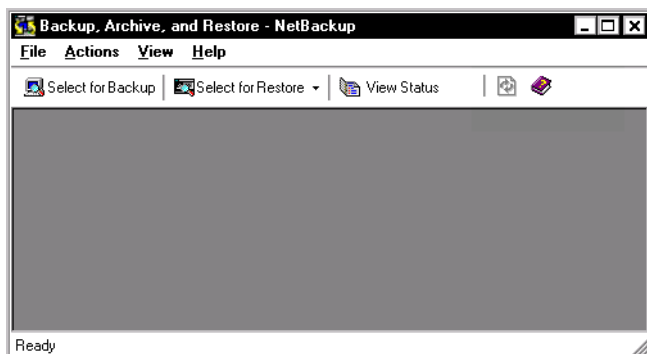 Backup, Archive, and Restore - NetBackup
File Actions View Help
Select for Backup Select for Restore View Status
Ready